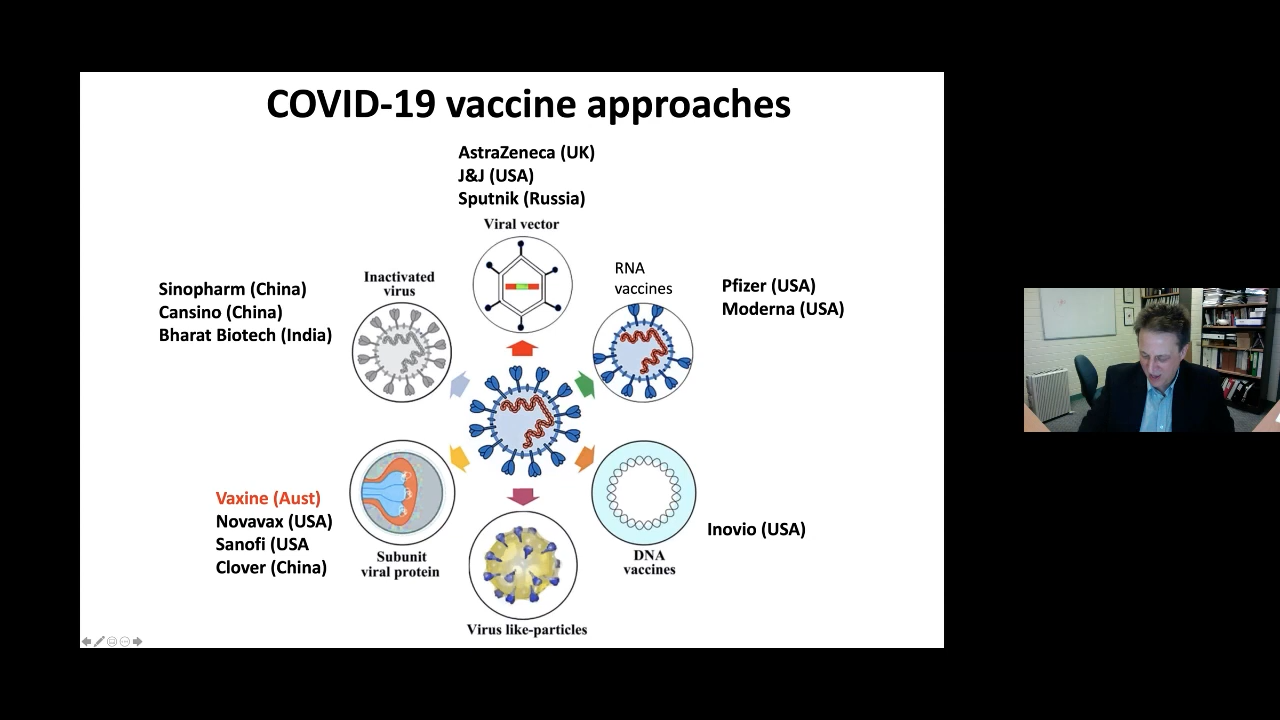 COVID-19 vaccine approaches
AstraZeneca (UK)
J&J (USA)
Sputnik (Russia)
Viral vector
Inactivated
virus
Sinopharm (China)
Cansino (China)
Bharat Biotech (India)
RNA
vaccines
Pfizer (USA)
Moderna (USA)
Vaxine (Aust)
Novavax (USA)
Sanofi (USA
Clover (China)
Subunit
viral protein
Inovio (USA)
DNA
vaccines
Virus like-particles